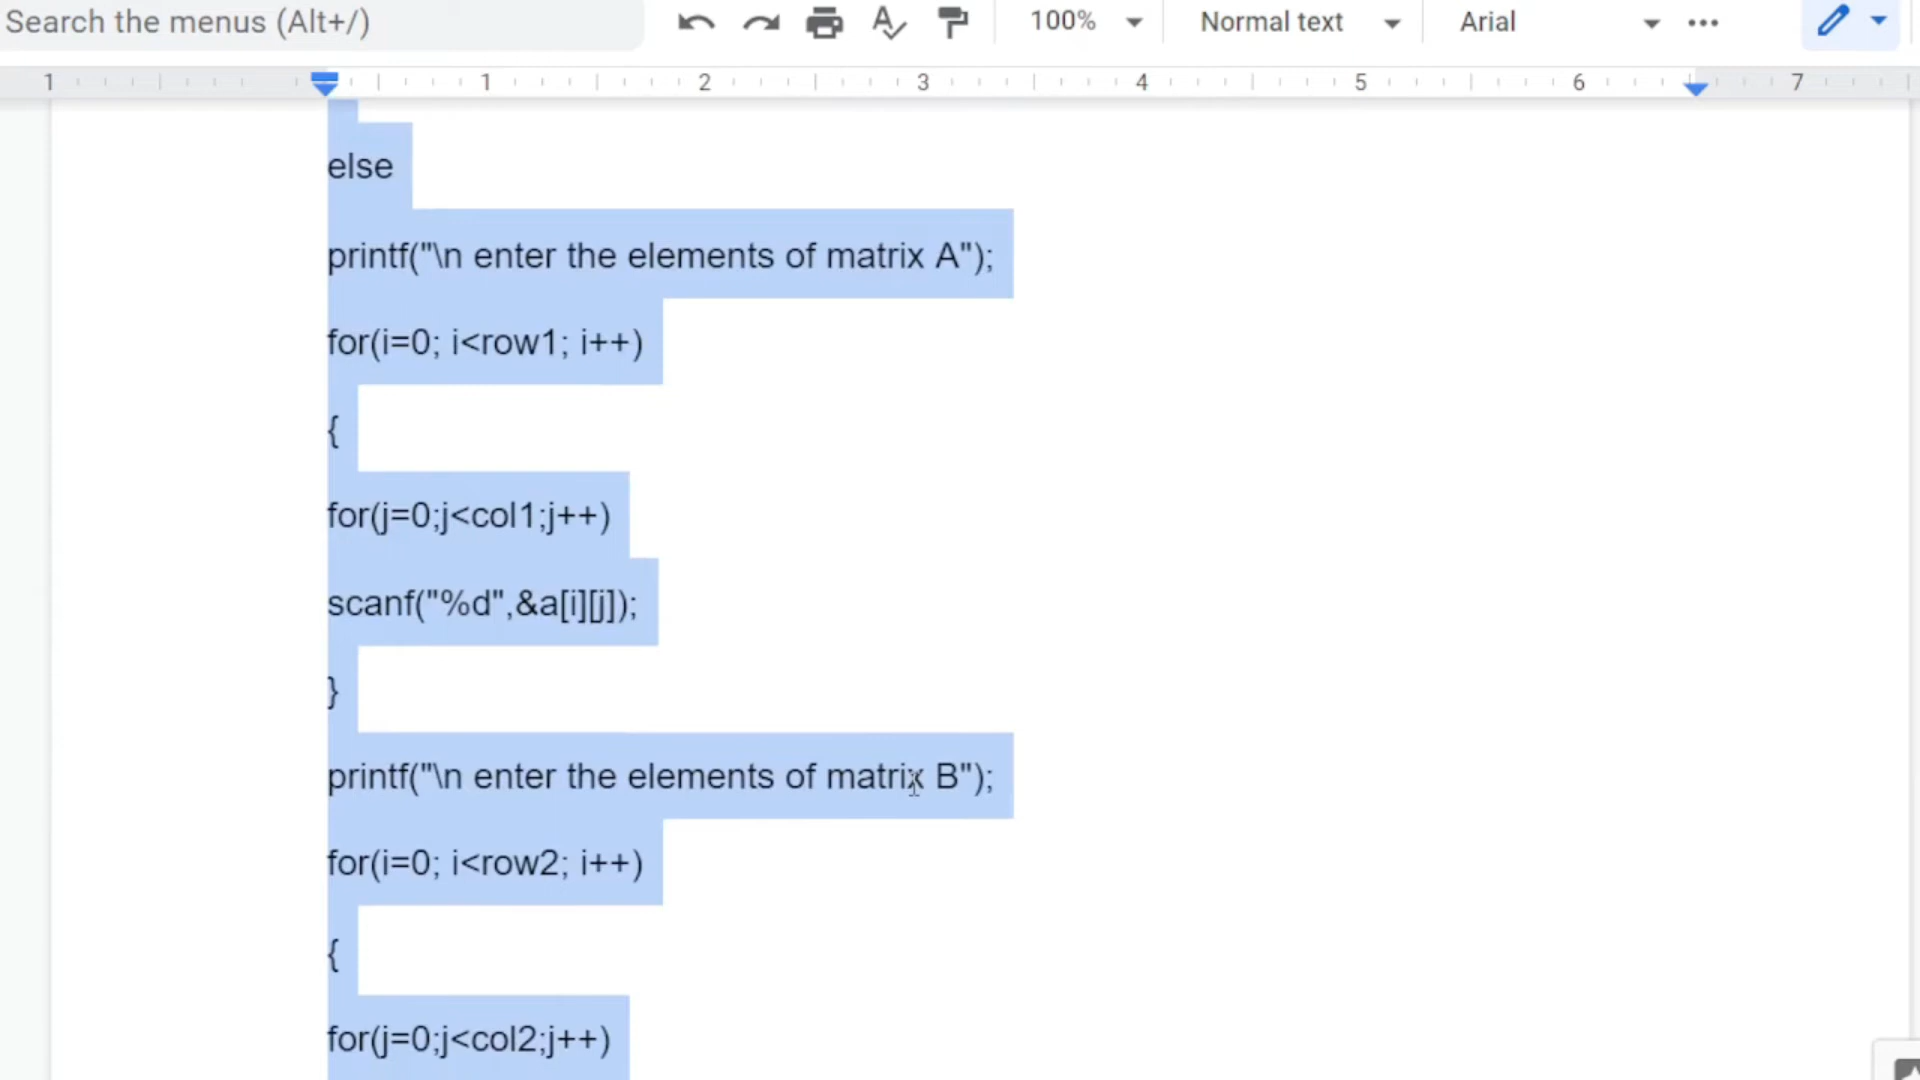 Search the menus (Alt+/) 100% Normal text Arial
1 1 2 3 4 5 6 7
else
printf("\n enter the elements of matrix A");
for(i=0; i<row1; i++)
{
for(j=0;j<col1;j++)
scanf("%d",&a[i][j]);
}
printf("\n enter the elements of matrix B");
for(i=0; i<row2; i++)
{
for(j=0;j<col2;j++)